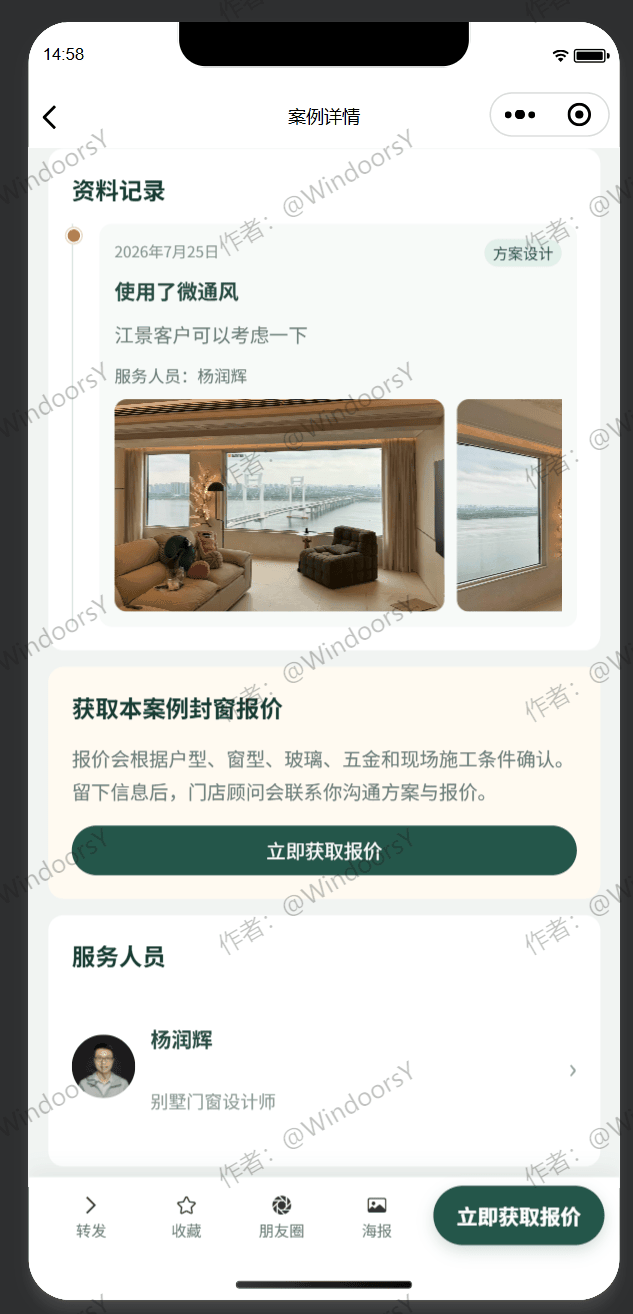 14:58
案例详情
资料记录
2026年7月25日
方案设计
使用了微通风
江景客户可以考虑一下
服务人员：杨润辉
获取本案例封窗报价
报价会根据户型、窗型、玻璃、五金和现场施工条件确认。
留下信息后，门店顾问会联系你沟通方案与报价。
立即获取报价
服务人员
杨润辉
别墅门窗设计师
转发
收藏
朋友圈
海报
立即获取报价
作者：@WindoorsY